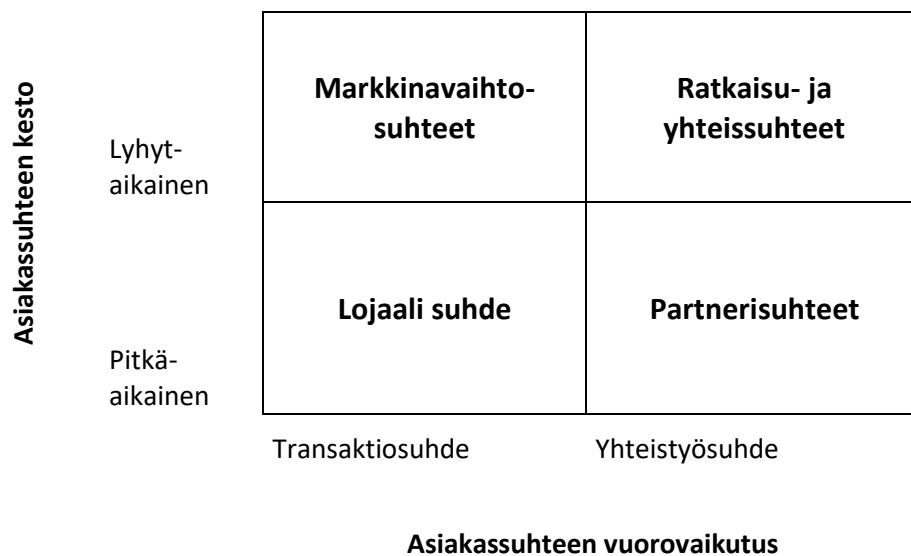 Asiakassuhteen kesto
Markkinavaihto-
suhteet
Ratkaisu- ja
yhteissuhteet
Lyhyt-
aikainen
Lojaali suhde
Partnerisuhteet
Pitkä-
aikainen
Transaktiosuhde
Yhteistyösuhde
Asiakassuhteen vuorovaikutus